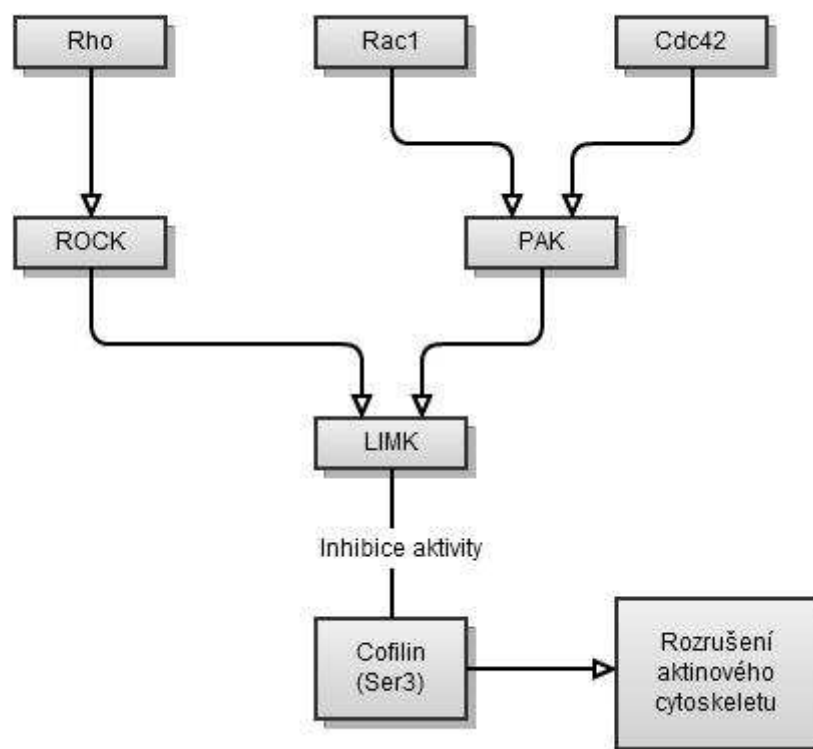 Rho
Rac1
Cdc42
ROCK
PAK
LIMK
Inhibice aktivity
Cofilin
(Ser3)
Rozrušení
aktinového
cytoskeletu